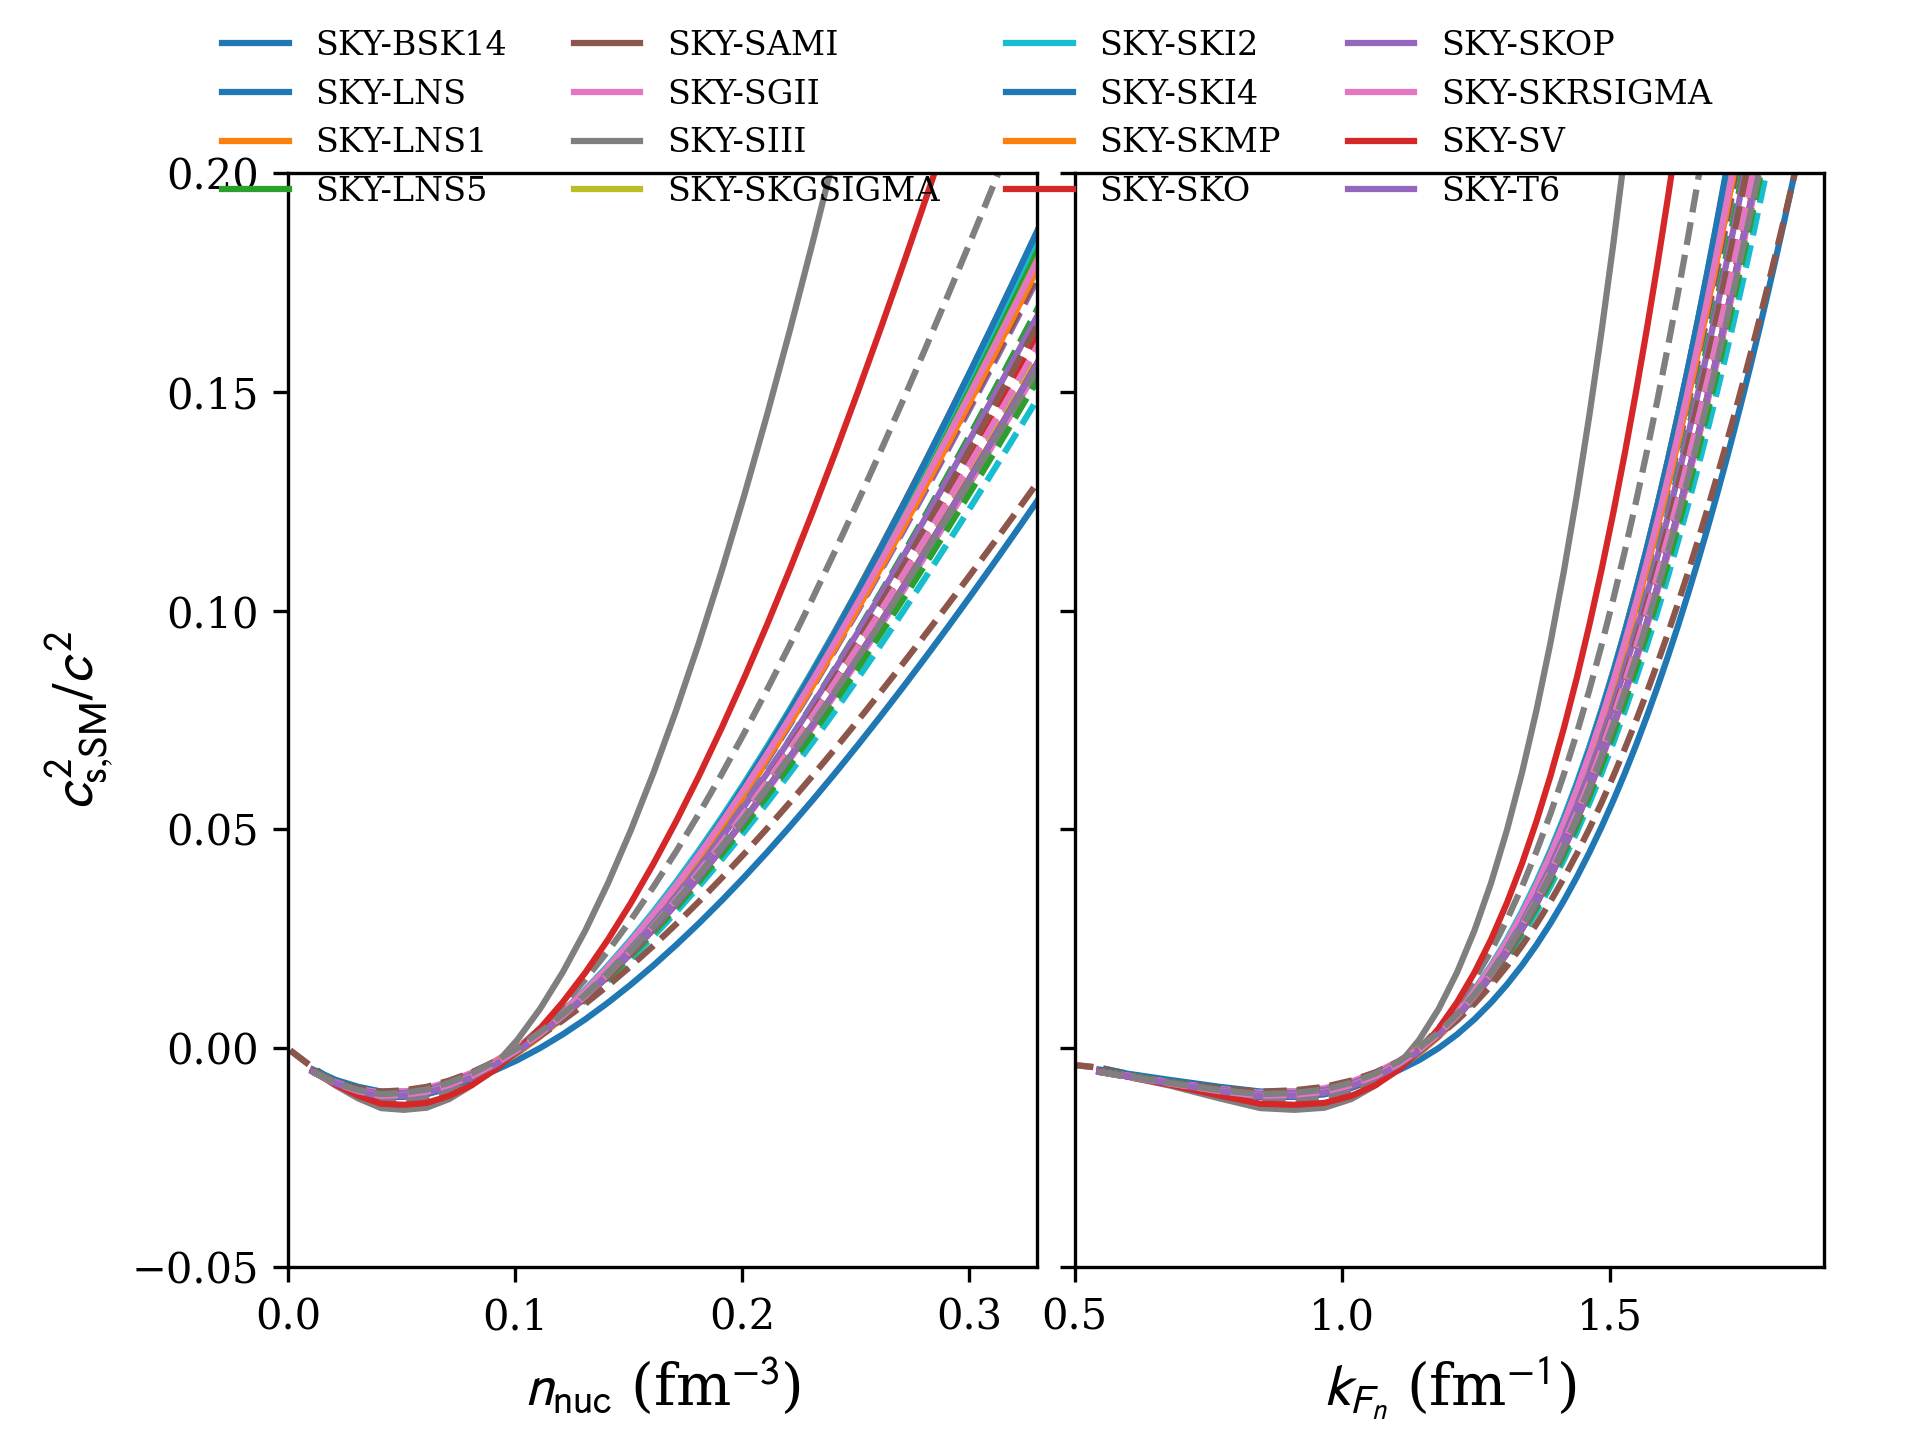 SKY-BSK14 SKY-SAMI SKY-SKI2 SKY-SKOP
SKY-LNS SKY-SGII SKY-SKI4 SKY-SKRSIGMA
SKY-LNS1 SKY-SIII SKY-SKMP SKY-SV
SKY-LNS5 SKY-SKGSIGMA SKY-SKO SKY-T6
0.20
0.15
0.10
0.05
0.00
−0.05
c²s,SM/c²
0.0 0.1 0.2 0.3 0.5 1.0 1.5
nnuc (fm⁻³) kFn (fm⁻¹)